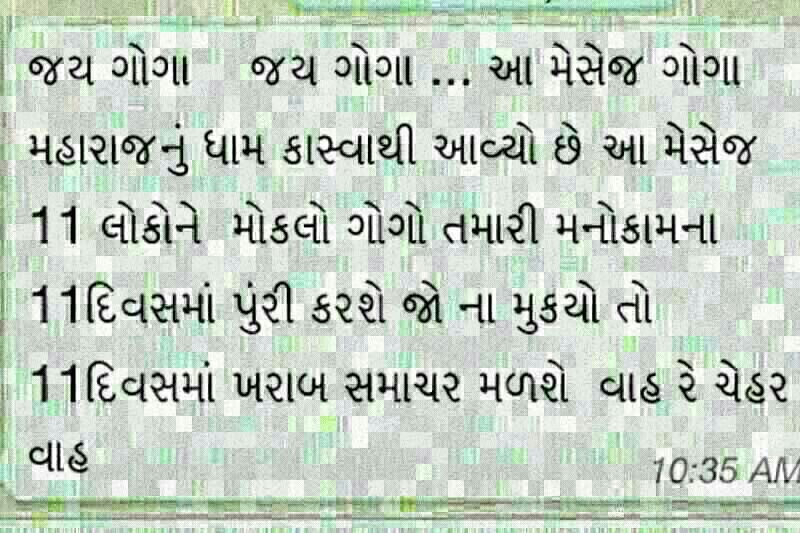 જય ગોગા જય ગોગા ... આ મેસેજ ગોગા
મહારાજનું ધામ કાસ્વાથી આવ્યો છે આ મેસેજ
11 લોકોને મોકલો ગોગો તમારી મનોકામના
11દિવસમાં પુંરી કરશે જો ના મુકયો તો
11દિવસમાં ખરાબ સમાચર મળશે વાહ રે ચેહર
વાહ
10:35 AM